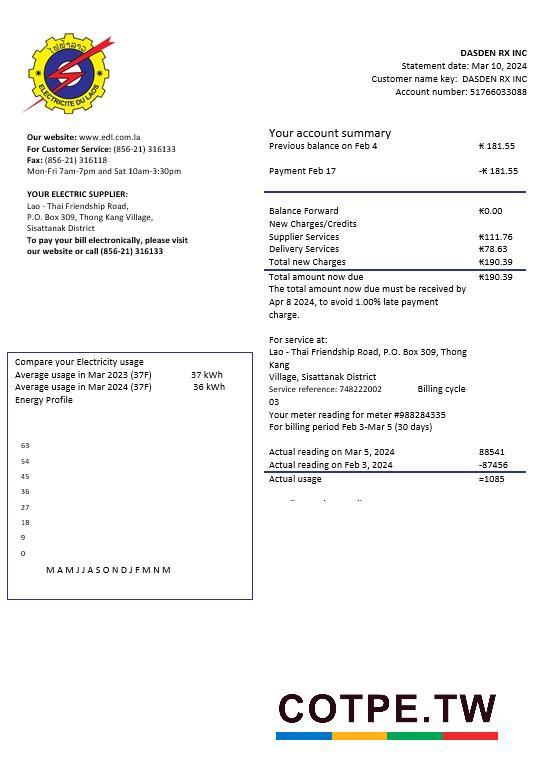 ໄຟຟ້າລາວ
ELECTRICITE DU LAOS
DASDEN RX INC
Statement date: Mar 10, 2024
Customer name key: DASDEN RX INC
Account number: 51766033088
Our website: www.edl.com.la
For Customer Service: (856-21) 316133
Fax: (856-21) 316118
Mon-Fri 7am-7pm and Sat 10am-3:30pm
YOUR ELECTRIC SUPPLIER:
Lao - Thai Friendship Road,
P.O. Box 309, Thong Kang Village,
Sisattanak District
To pay your bill electronically, please visit
our website or call (856-21) 316133
Your account summary
Previous balance on Feb 4 ₭ 181.55
Payment Feb 17 -₭ 181.55
Balance Forward ₭0.00
New Charges/Credits
Supplier Services ₭111.76
Delivery Services ₭78.63
Total new Charges ₭190.39
Total amount now due ₭190.39
The total amount now due must be received by
Apr 8 2024, to avoid 1.00% late payment
charge.
For service at:
Lao - Thai Friendship Road, P.O. Box 309, Thong
Kang
Village, Sisattanak District
Service reference: 748222002 Billing cycle
03
Your meter reading for meter #988284335
For billing period Feb 3-Mar 5 (30 days)
Actual reading on Mar 5, 2024 88541
Actual reading on Feb 3, 2024 -87456
Actual usage =1085
Compare your Electricity usage
Average usage in Mar 2023 (37F) 37 kWh
Average usage in Mar 2024 (37F) 36 kWh
Energy Profile
63
54
45
36
27
18
9
0
M A M J J A S O N D J F M N M
COTPE.TW